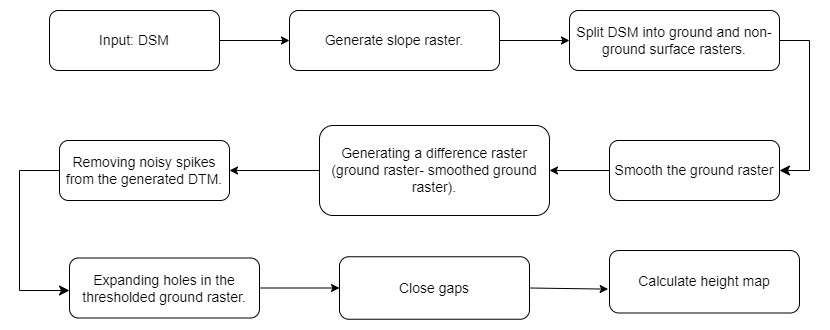 Input: DSM
Generate slope raster.
Split DSM into ground and non-
ground surface rasters.
Smooth the ground raster
Generating a difference raster
(ground raster- smoothed ground
raster).
Removing noisy spikes
from the generated DTM.
Expanding holes in the
thresholded ground raster.
Close gaps
Calculate height map